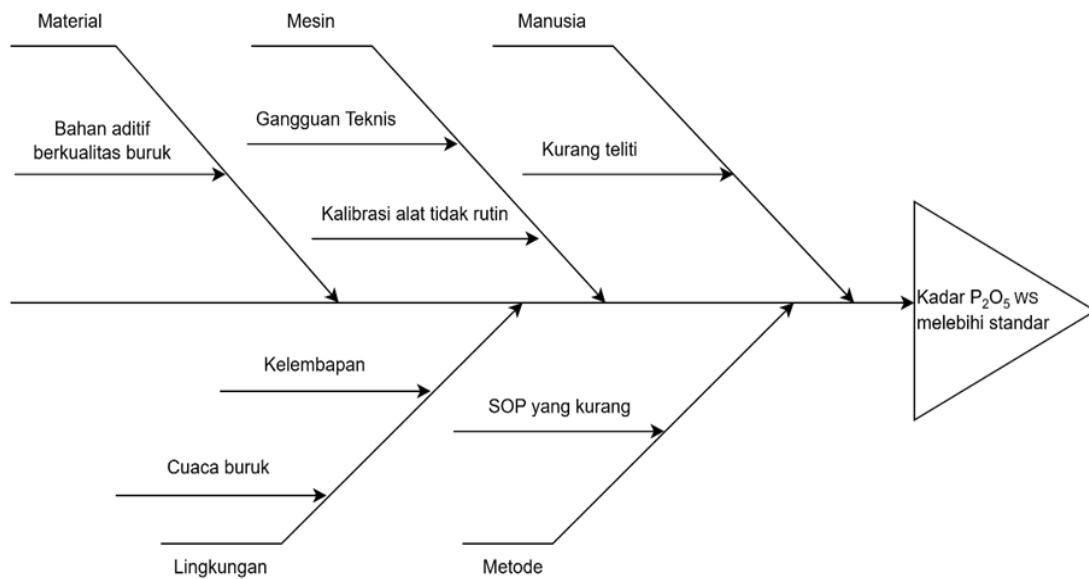 Material
Mesin
Manusia
Bahan aditif
berkualitas buruk
Gangguan Teknis
Kurang teliti
Kalibrasi alat tidak rutin
Kadar P₂O₅ ws
melebihi standar
Kelembapan
SOP yang kurang
Cuaca buruk
Lingkungan
Metode